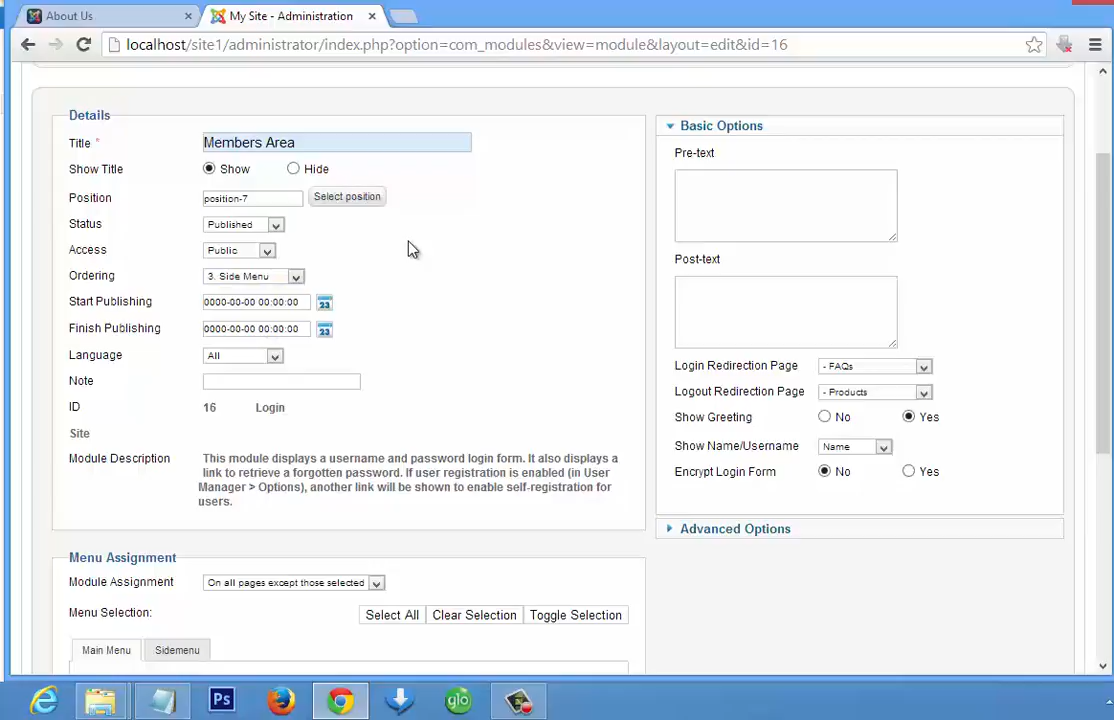 About Us
My Site - Administration
localhost/site1/administrator/index.php?option=com_modules&view=module&layout=edit&id=16
Details
Title *
Members Area
Show Title
Show
Hide
Position
position-7
Select position
Status
Published
Access
Public
Ordering
3. Side Menu
Start Publishing
0000-00-00 00:00:00
23
Finish Publishing
0000-00-00 00:00:00
23
Language
All
Note
ID
16
Login
Site
Module Description
This module displays a username and password login form. It also displays a
link to retrieve a forgotten password. If user registration is enabled (in User
Manager > Options), another link will be shown to enable self-registration for
users.
Basic Options
Pre-text
Post-text
Login Redirection Page
- FAQs
Logout Redirection Page
- Products
Show Greeting
No
Yes
Show Name/Username
Name
Encrypt Login Form
No
Yes
Advanced Options
Menu Assignment
Module Assignment
On all pages except those selected
Menu Selection:
Select All
Clear Selection
Toggle Selection
Main Menu
Sidemenu
Ps
glo